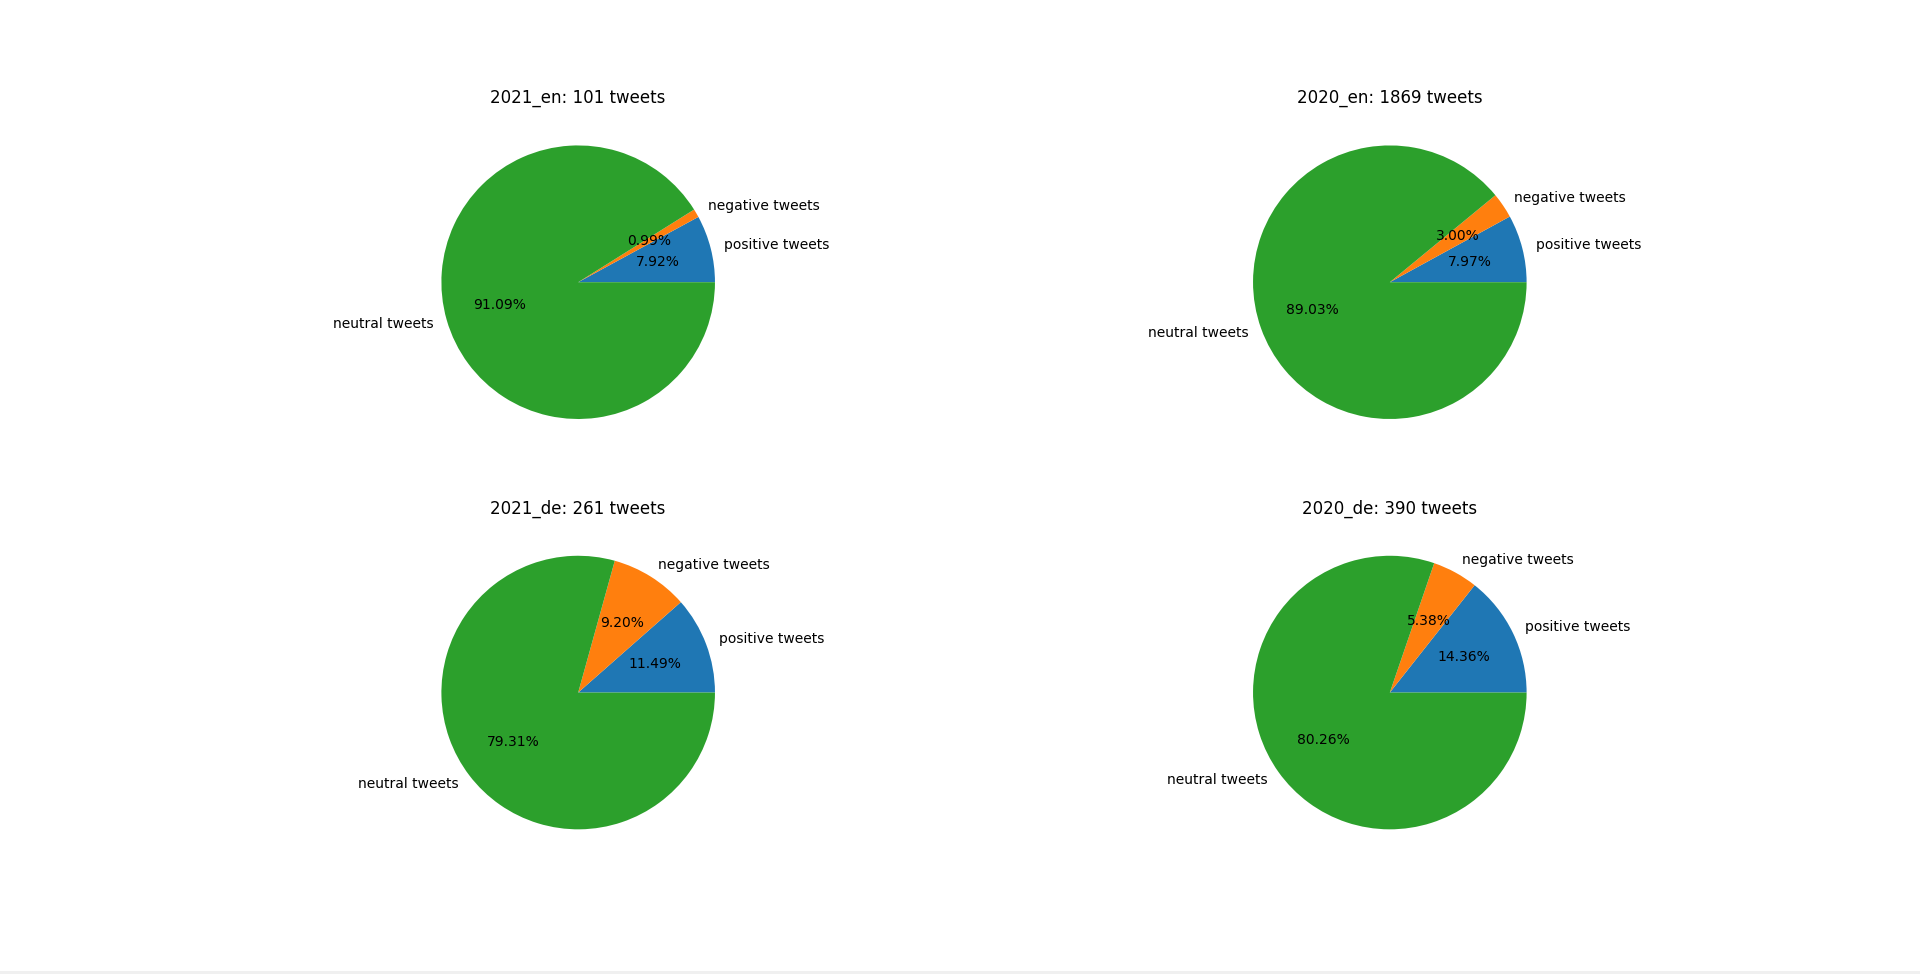 2021_en: 101 tweets
negative tweets
0.99%
positive tweets
7.92%
91.09%
neutral tweets
2020_en: 1869 tweets
negative tweets
3.00%
positive tweets
7.97%
89.03%
neutral tweets
2021_de: 261 tweets
negative tweets
9.20%
positive tweets
11.49%
79.31%
neutral tweets
2020_de: 390 tweets
negative tweets
5.38%
positive tweets
14.36%
80.26%
neutral tweets